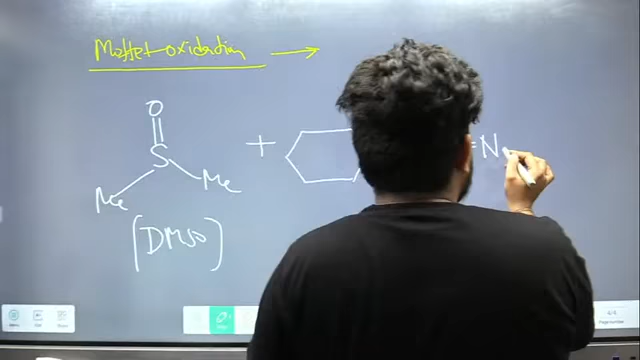 Moffet-oxidation
O
+
= N
S
Me
Me
[DMSO]